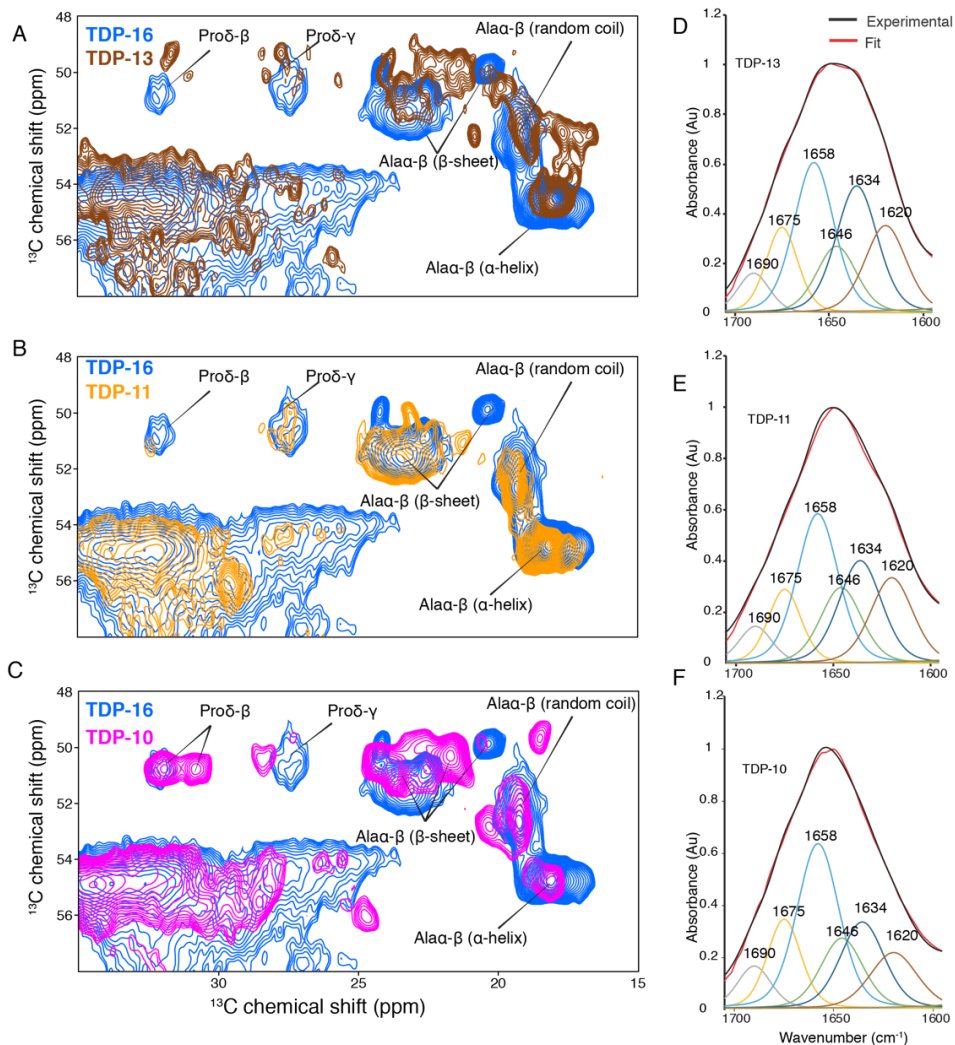 A
TDP-16
TDP-13
Proδ-β
Proδ-γ
Alaα-β
(random coil)
Alaα-β (β-sheet)
Alaα-β (α-helix)
¹³C chemical shift (ppm)
48
50
52
54
56
B
TDP-16
TDP-11
Proδ-β
Proδ-γ
Alaα-β (random coil)
Alaα-β (β-sheet)
Alaα-β (α-helix)
¹³C chemical shift (ppm)
48
50
52
54
56
C
TDP-16
TDP-10
Proδ-β
Proδ-γ
Alaα-β (random coil)
Alaα-β (β-sheet)
Alaα-β (α-helix)
¹³C chemical shift (ppm)
48
50
52
54
56
30
25
20
15
¹³C chemical shift (ppm)
D
Experimental
Fit
TDP-13
Absorbance (Au)
1.2
1
0.8
0.6
0.4
0.2
0
1690
1675
1658
1646
1634
1620
1700
1650
1600
E
TDP-11
Absorbance (Au)
1.2
1
0.8
0.6
0.4
0.2
0
1690
1675
1658
1646
1634
1620
1700
1650
1600
F
TDP-10
Absorbance (Au)
1.2
1
0.8
0.6
0.4
0.2
0
1690
1675
1658
1646
1634
1620
1700
1650
1600
Wavenumber (cm⁻¹)